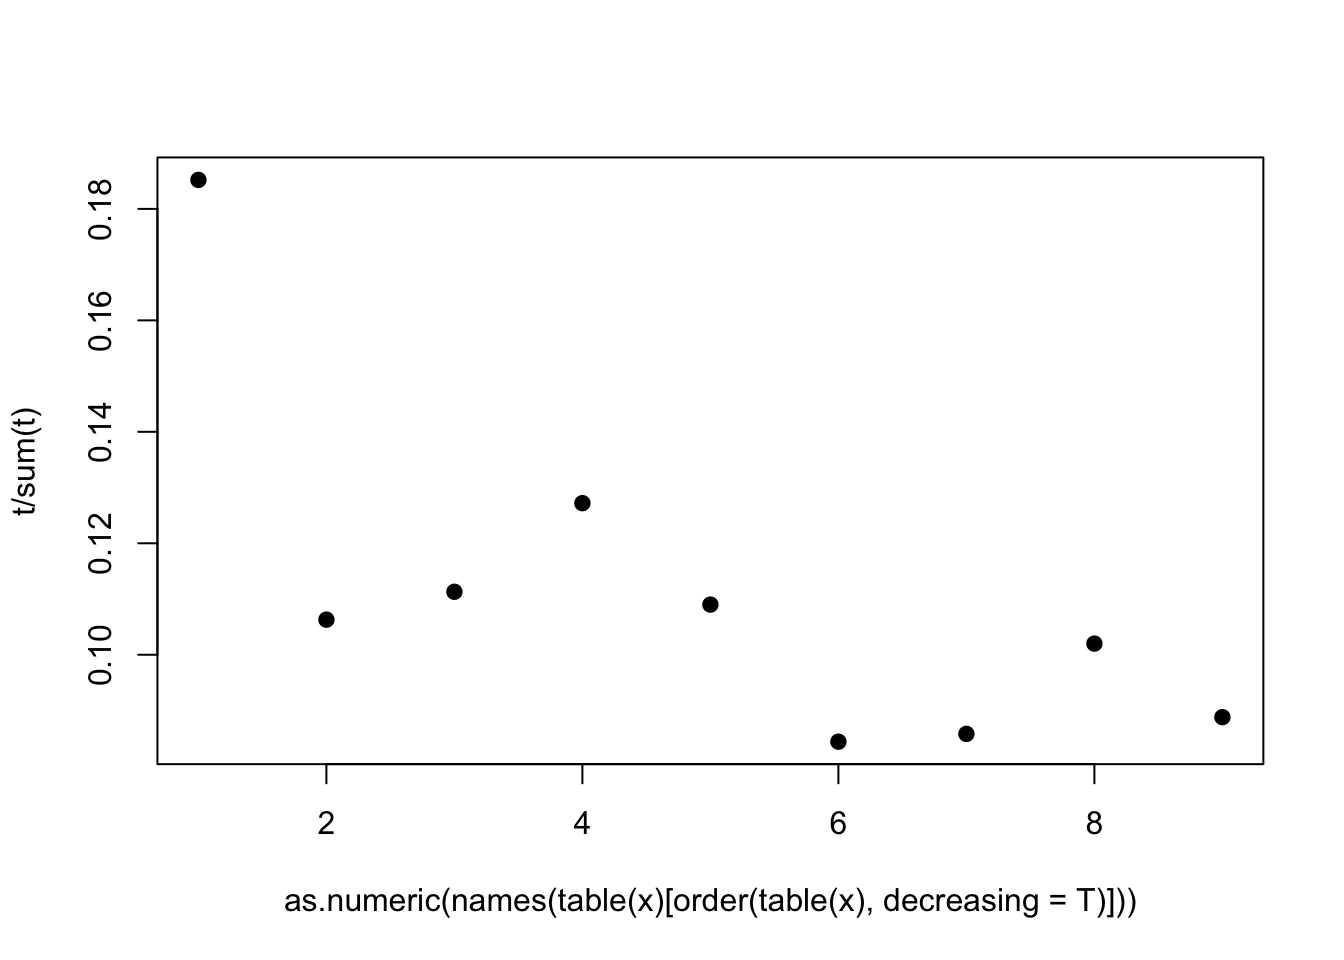 t/sum(t)
0.18
0.16
0.14
0.12
0.10
2 4 6 8
as.numeric(names(table(x)[order(table(x), decreasing = T)]))